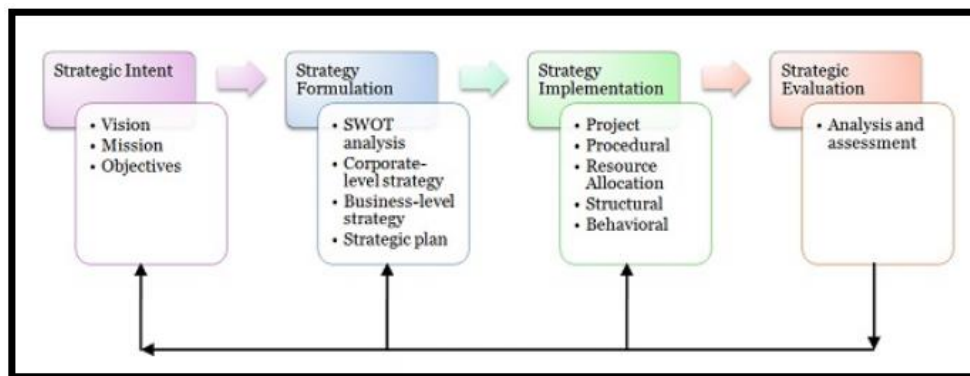 Strategic Intent
• Vision
• Mission
• Objectives
Strategy
Formulation
• SWOT
analysis
• Corporate-
level strategy
• Business-level
strategy
• Strategic plan
Strategy
Implementation
• Project
• Procedural
• Resource
Allocation
• Structural
• Behavioral
Strategic
Evaluation
• Analysis and
assessment